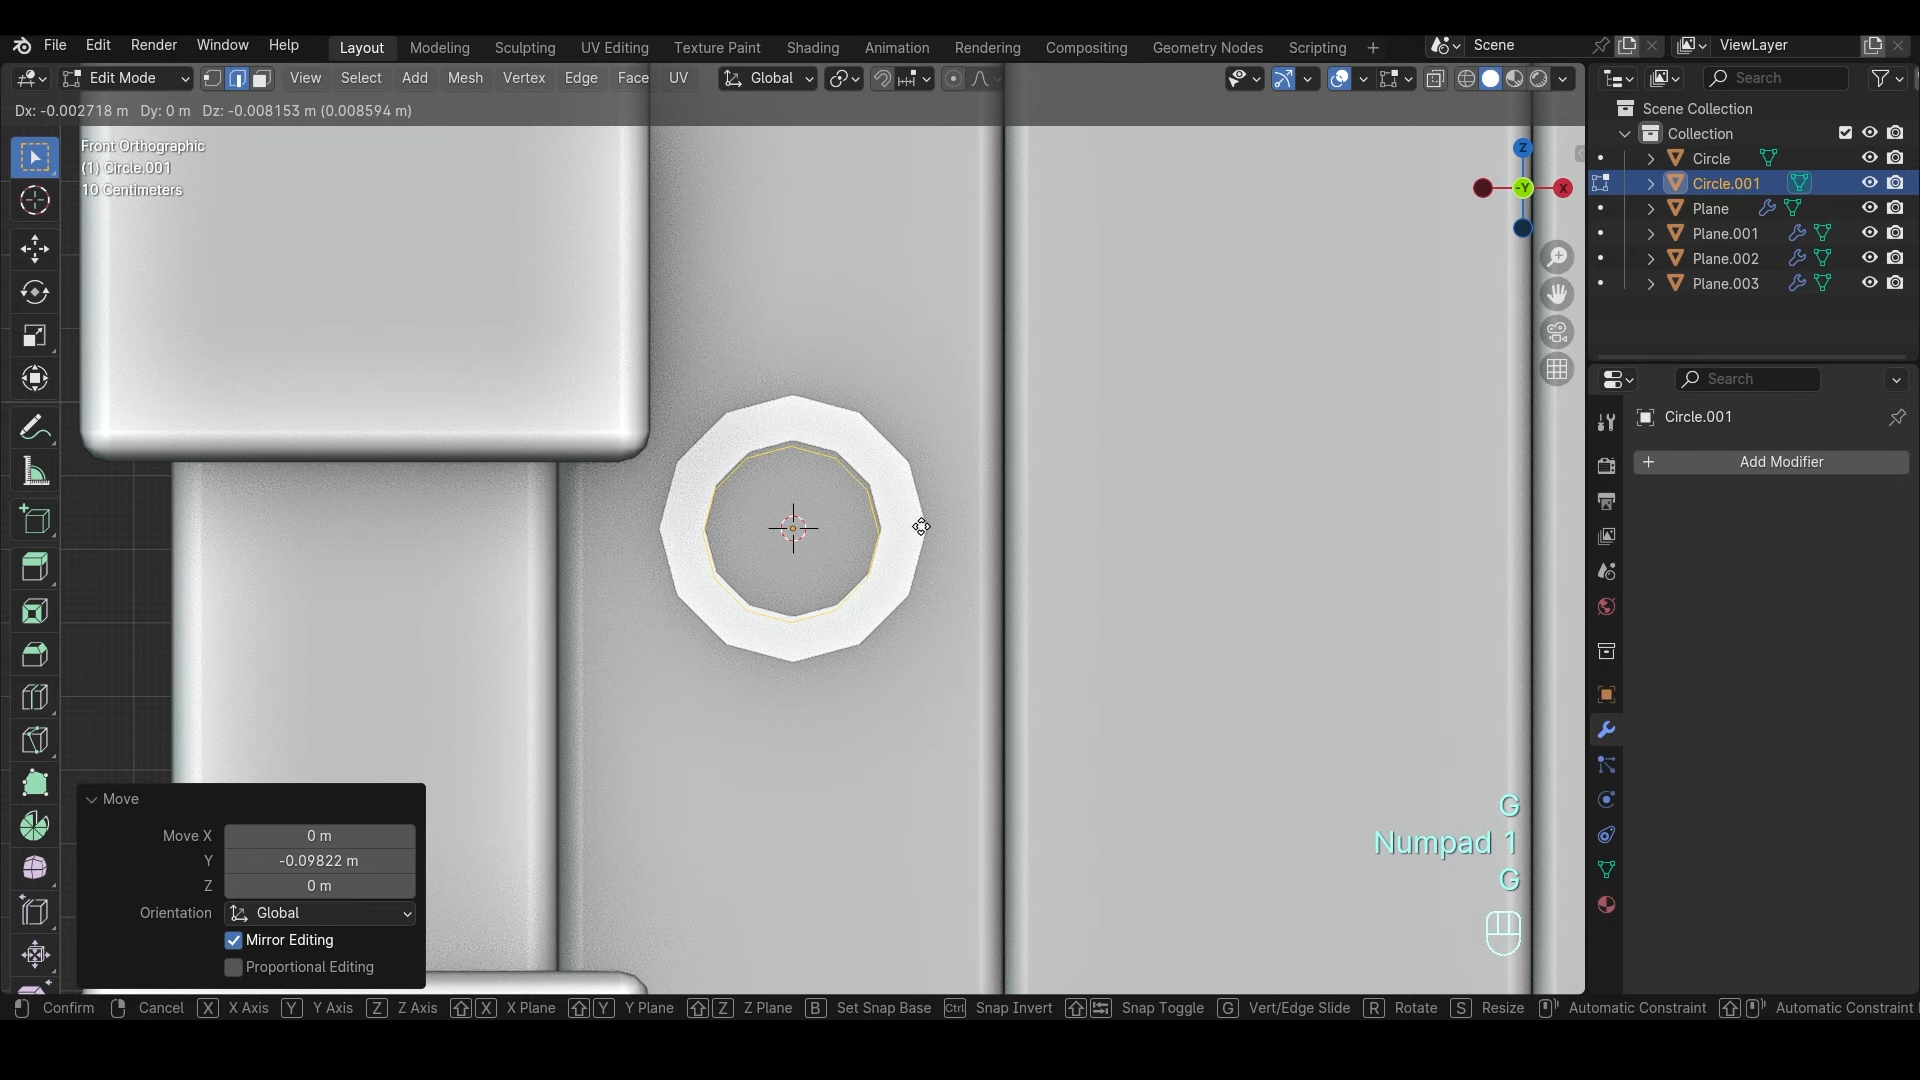 File Edit Render Window Help Layout Modeling Sculpting UV Editing Texture Paint Shading Animation Rendering Compositing Geometry Nodes Scripting + Scene ViewLayer
Edit Mode View Select Add Mesh Vertex Edge Face UV Global Search
Dx: -0.002718 m Dy: 0 m Dz: -0.008153 m (0.008594 m)
Scene Collection
Collection
Front Orthographic
(1) Circle.001
10 Centimeters
Z
-Y
X
Circle
Circle.001
Plane
Plane.001
Plane.002
Plane.003
Search
Circle.001
+ Add Modifier
Move
Move X 0 m
Y -0.09822 m
Z 0 m
Orientation Global
Mirror Editing
Proportional Editing
G
Numpad 1
G
Confirm Cancel X X Axis Y Y Axis Z Z Axis X X Plane Y Y Plane Z Z Plane B Set Snap Base Ctrl Snap Invert Snap Toggle G Vert/Edge Slide R Rotate S Resize Automatic Constraint Automatic Constraint